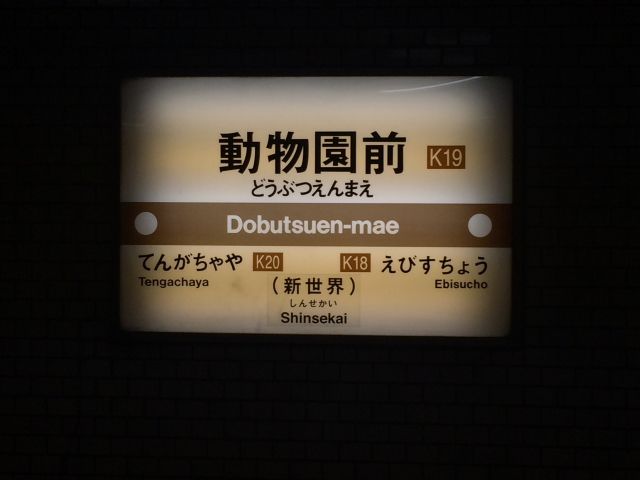 動物園前 K19
どうぶつえんまえ
Dobutsuen-mae
てんがちゃや K20 K18 えびすちょう
Tengachaya Ebisucho
(新世界)
しんせかい
Shinsekai